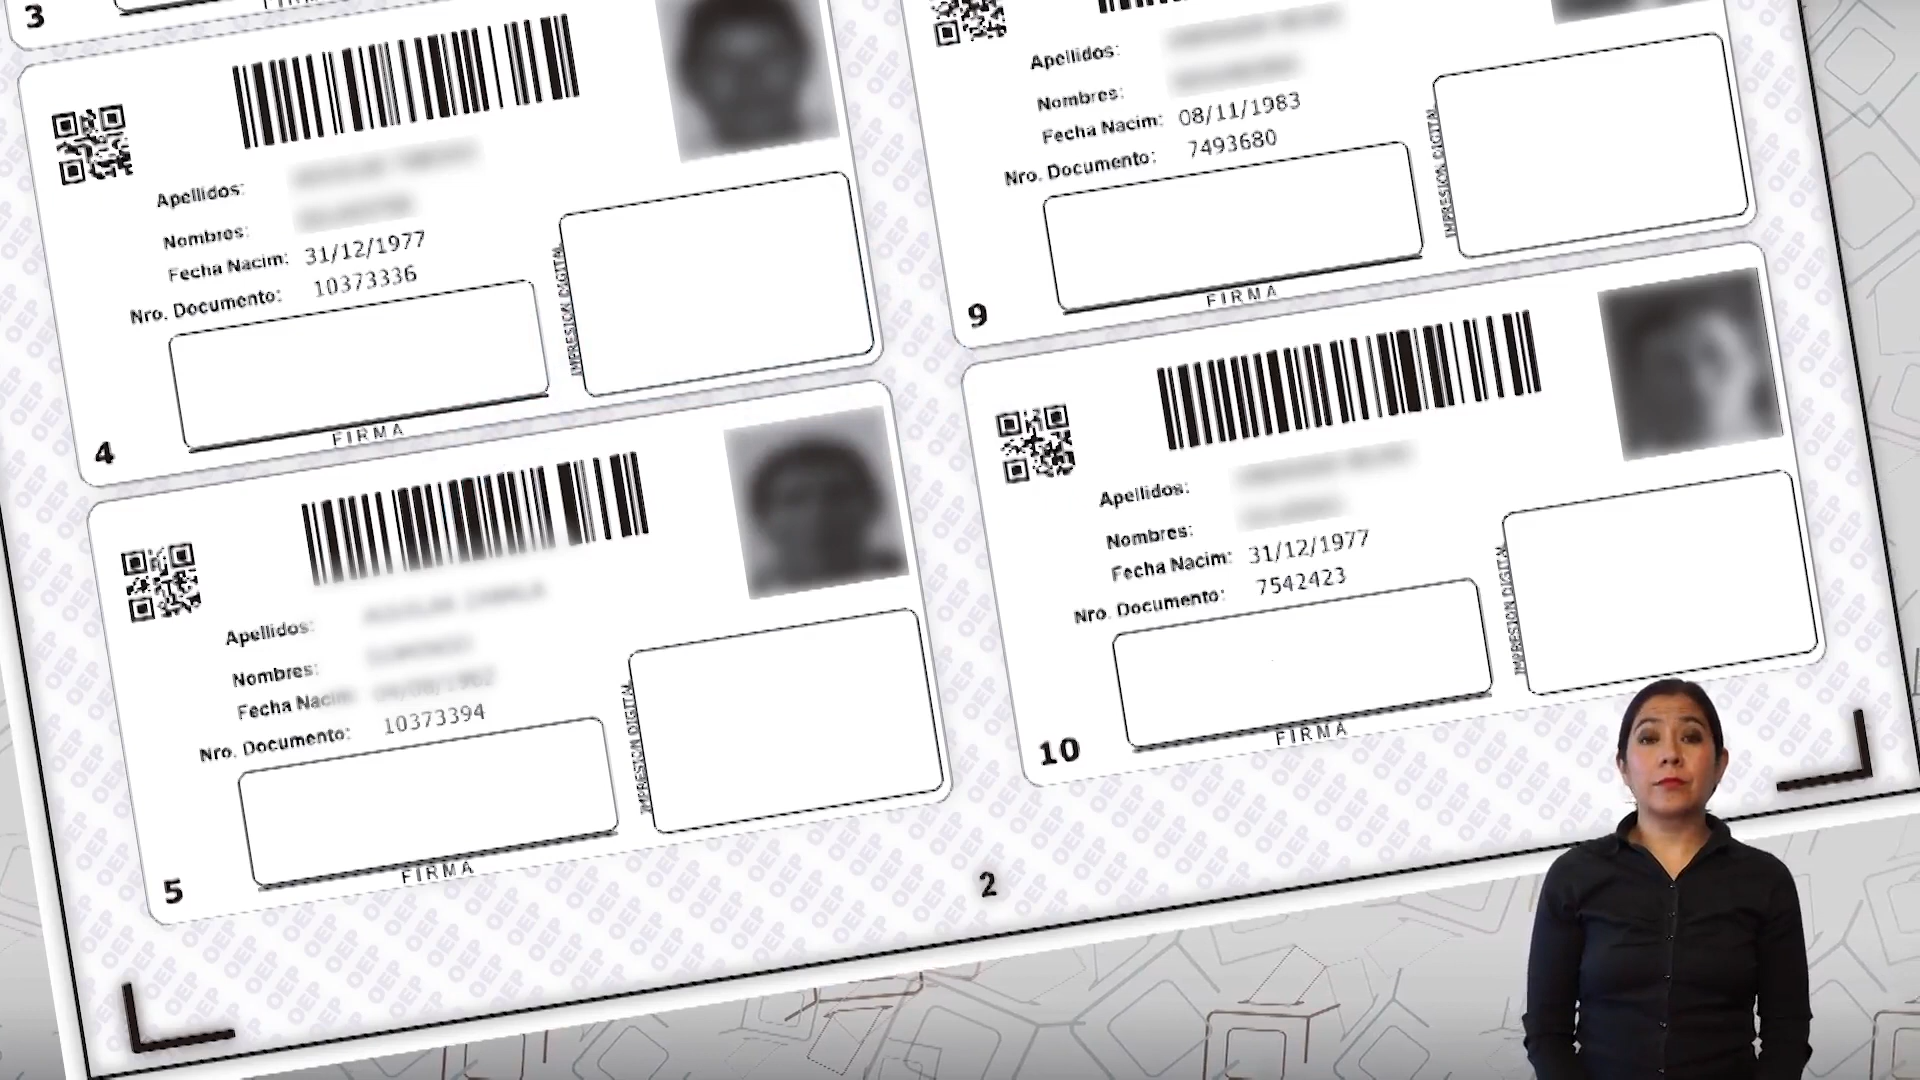 3
FIRMA
Apellidos:
Nombres:
Fecha Nacim: 31/12/1977
Nro. Documento: 10373336
IMPRESION DIGITAL
FIRMA
4
Apellidos:
Nombres:
Fecha Nacim:
Nro. Documento: 10373394
IMPRESION DIGITAL
FIRMA
5
Apellidos:
Nombres:
Fecha Nacim: 08/11/1983
Nro. Documento: 7493680
IMPRESION DIGITAL
FIRMA
9
Apellidos:
Nombres:
Fecha Nacim: 31/12/1977
Nro. Documento: 7542423
IMPRESION DIGITAL
FIRMA
10
2
OEP